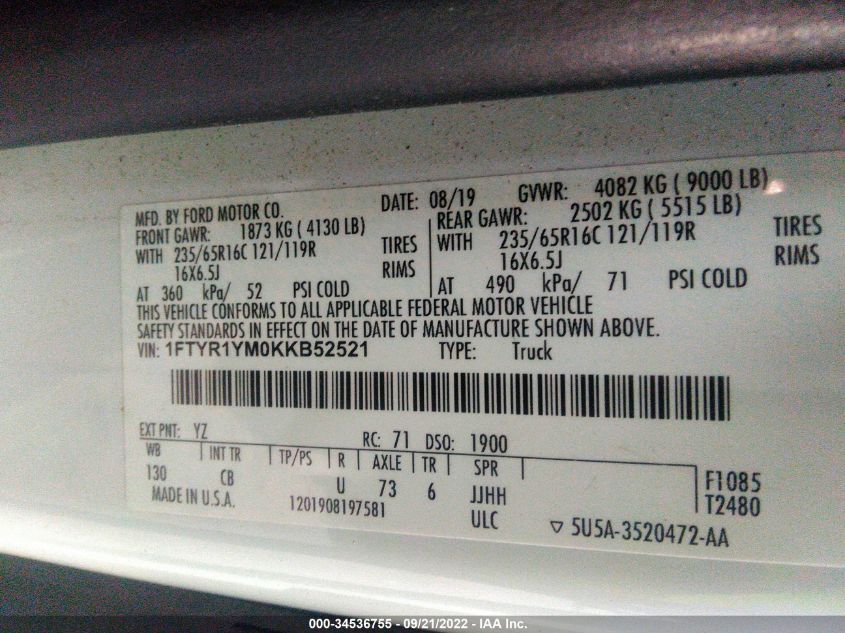 MFD. BY FORD MOTOR CO. DATE: 08/19 GVWR: 4082 KG ( 9000 LB)
FRONT GAWR: 1873 KG ( 4130 LB) REAR GAWR: 2502 KG ( 5515 LB)
WITH 235/65R16C 121/119R TIRES WITH 235/65R16C 121/119R TIRES
16X6.5J RIMS 16X6.5J RIMS
AT 360 kPa/ 52 PSI COLD AT 490 kPa/ 71 PSI COLD
THIS VEHICLE CONFORMS TO ALL APPLICABLE FEDERAL MOTOR VEHICLE
SAFETY STANDARDS IN EFFECT ON THE DATE OF MANUFACTURE SHOWN ABOVE.
VIN: 1FTYR1YM0KKB52521 TYPE: Truck
EXT PNT: YZ RC: 71 DSO: 1900
WB INT TR TP/PS R AXLE TR SPR
130 CB U 73 6 JJHH F1085
MADE IN U.S.A. 1201908197581 ULC T2480
5U5A-3520472-AA
000-34536755 - 09/21/2022 - IAA Inc.